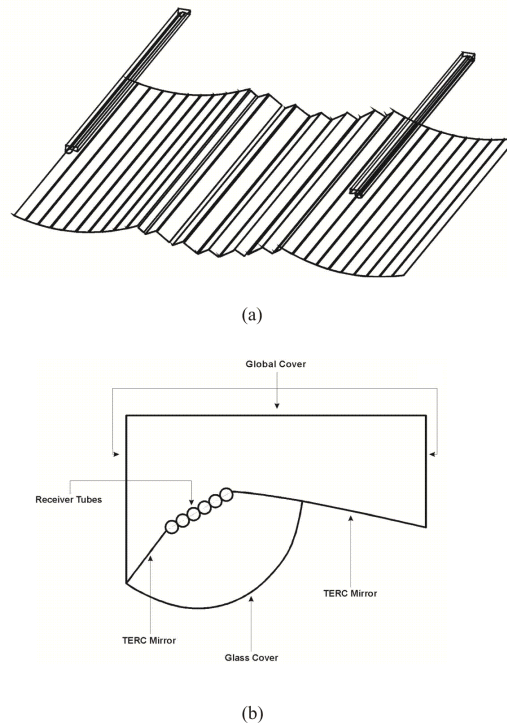 (a)
Global Cover
Receiver Tubes
TERC Mirror
TERC Mirror
Glass Cover
(b)